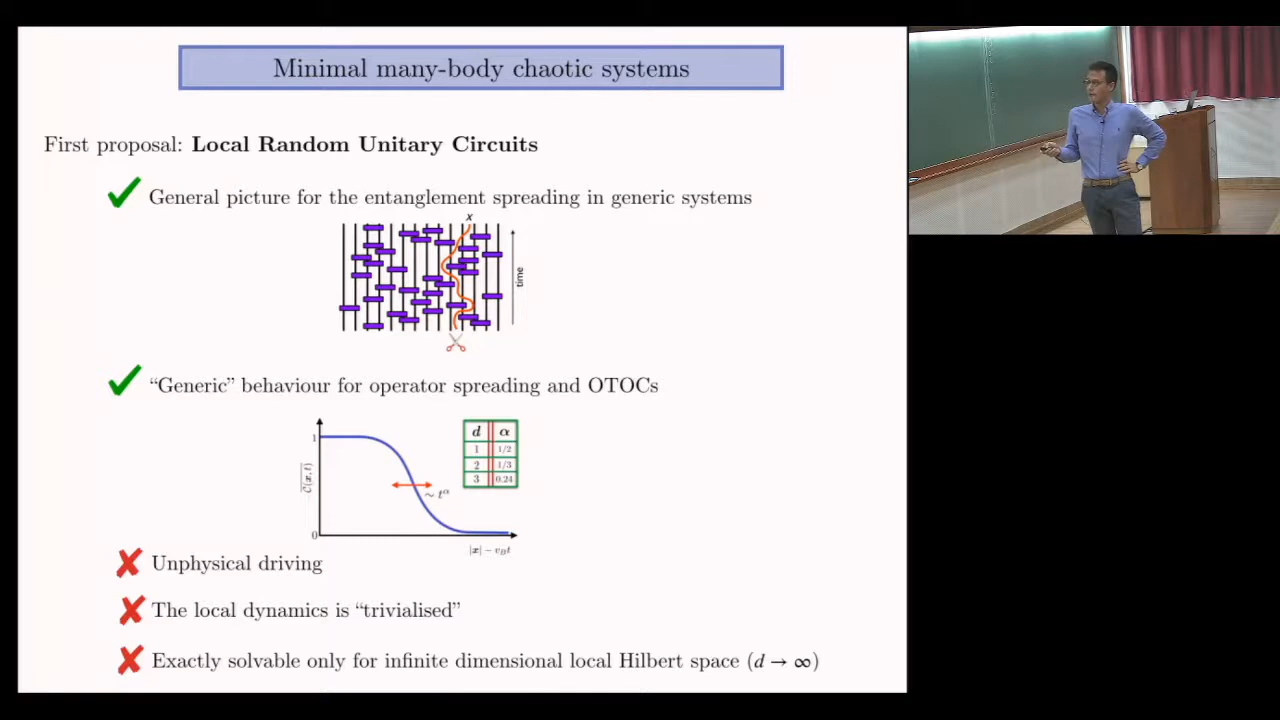 Minimal many-body chaotic systems
First proposal: Local Random Unitary Circuits
General picture for the entanglement spreading in generic systems
x
time
“Generic” behaviour for operator spreading and OTOCs
d α
1 1/2
2 1/3
3 0.24
1
C(x,t)
∼ t^α
0
|x| − v_B t
Unphysical driving
The local dynamics is “trivialised”
Exactly solvable only for infinite dimensional local Hilbert space (d → ∞)